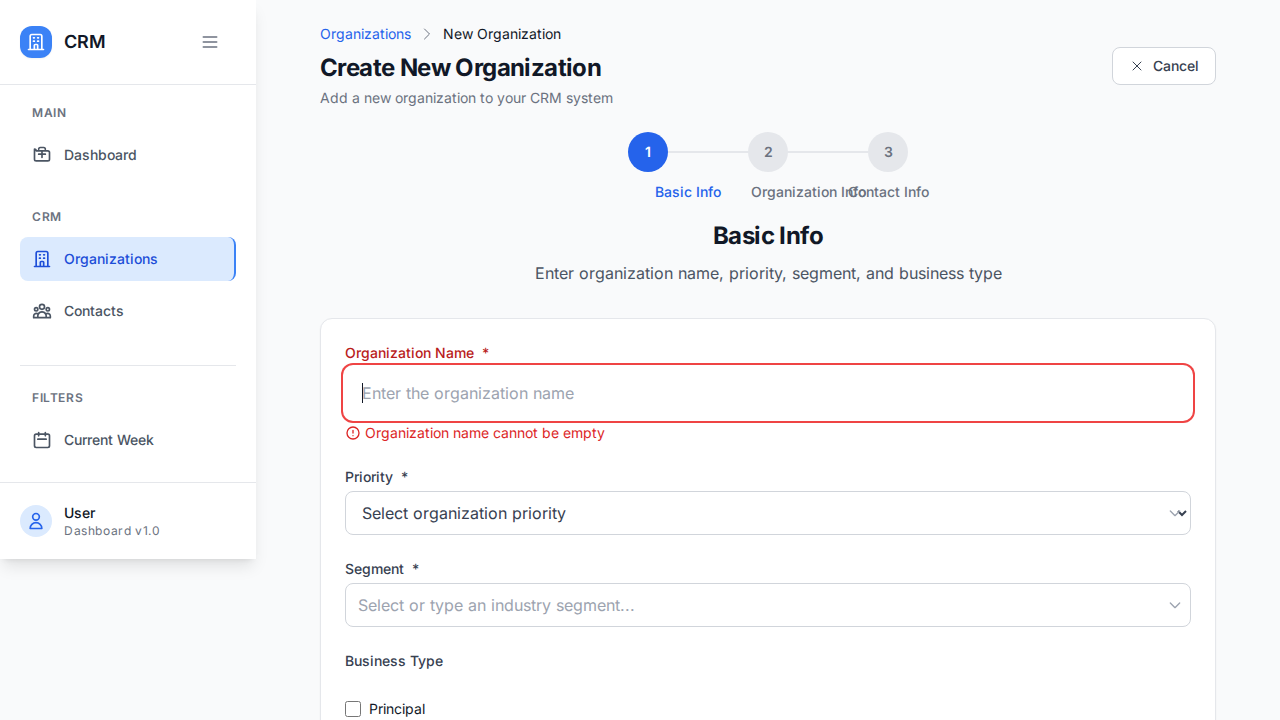 CRM
MAIN
Dashboard
CRM
Organizations
Contacts
FILTERS
Current Week
User
Dashboard v1.0
Organizations > New Organization
Create New Organization
Add a new organization to your CRM system
Cancel
1 2 3
Basic Info Organization Info Contact Info
Basic Info
Enter organization name, priority, segment, and business type
Organization Name *
Enter the organization name
Organization name cannot be empty
Priority *
Select organization priority
Segment *
Select or type an industry segment...
Business Type
Principal